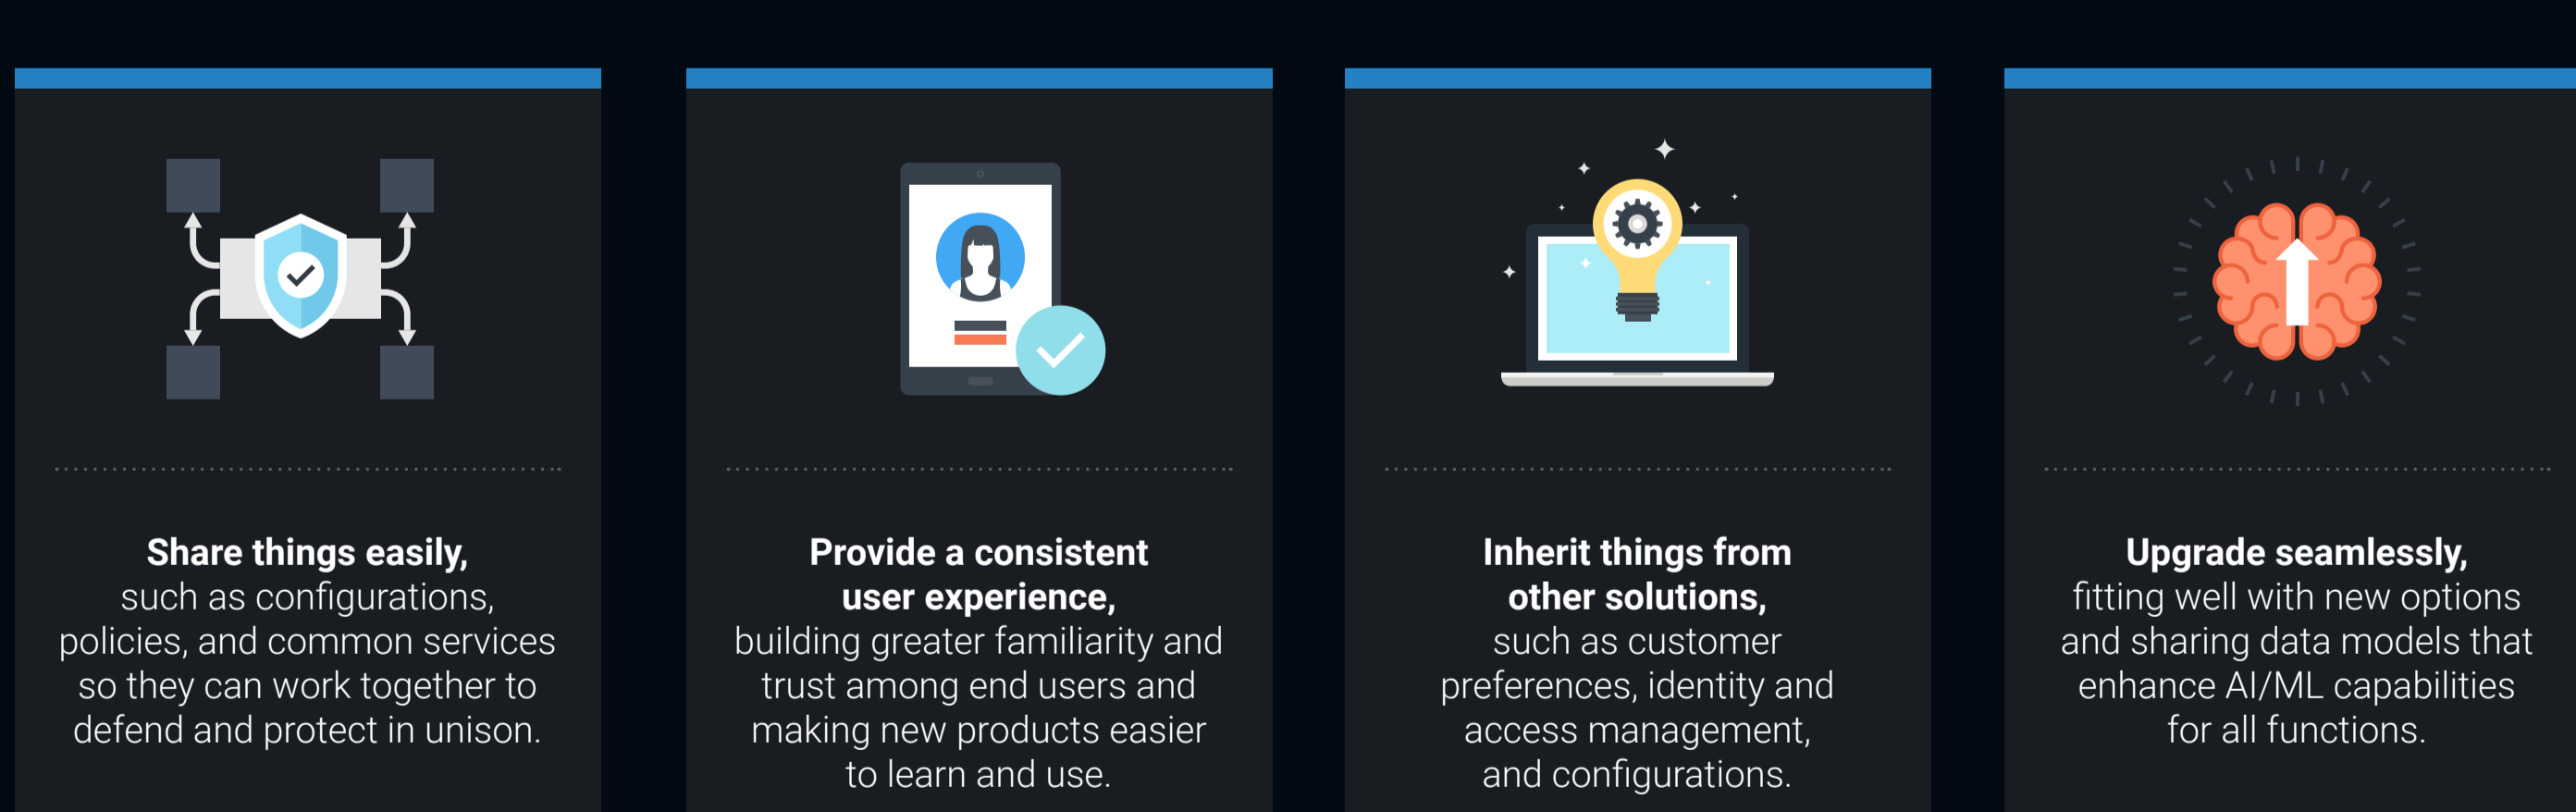 Share things easily,
such as configurations,
policies, and common services
so they can work together to
defend and protect in unison.
Provide a consistent
user experience,
building greater familiarity and
trust among end users and
making new products easier
to learn and use.
Inherit things from
other solutions,
such as customer
preferences, identity and
access management,
and configurations.
Upgrade seamlessly,
fitting well with new options
and sharing data models that
enhance AI/ML capabilities
for all functions.